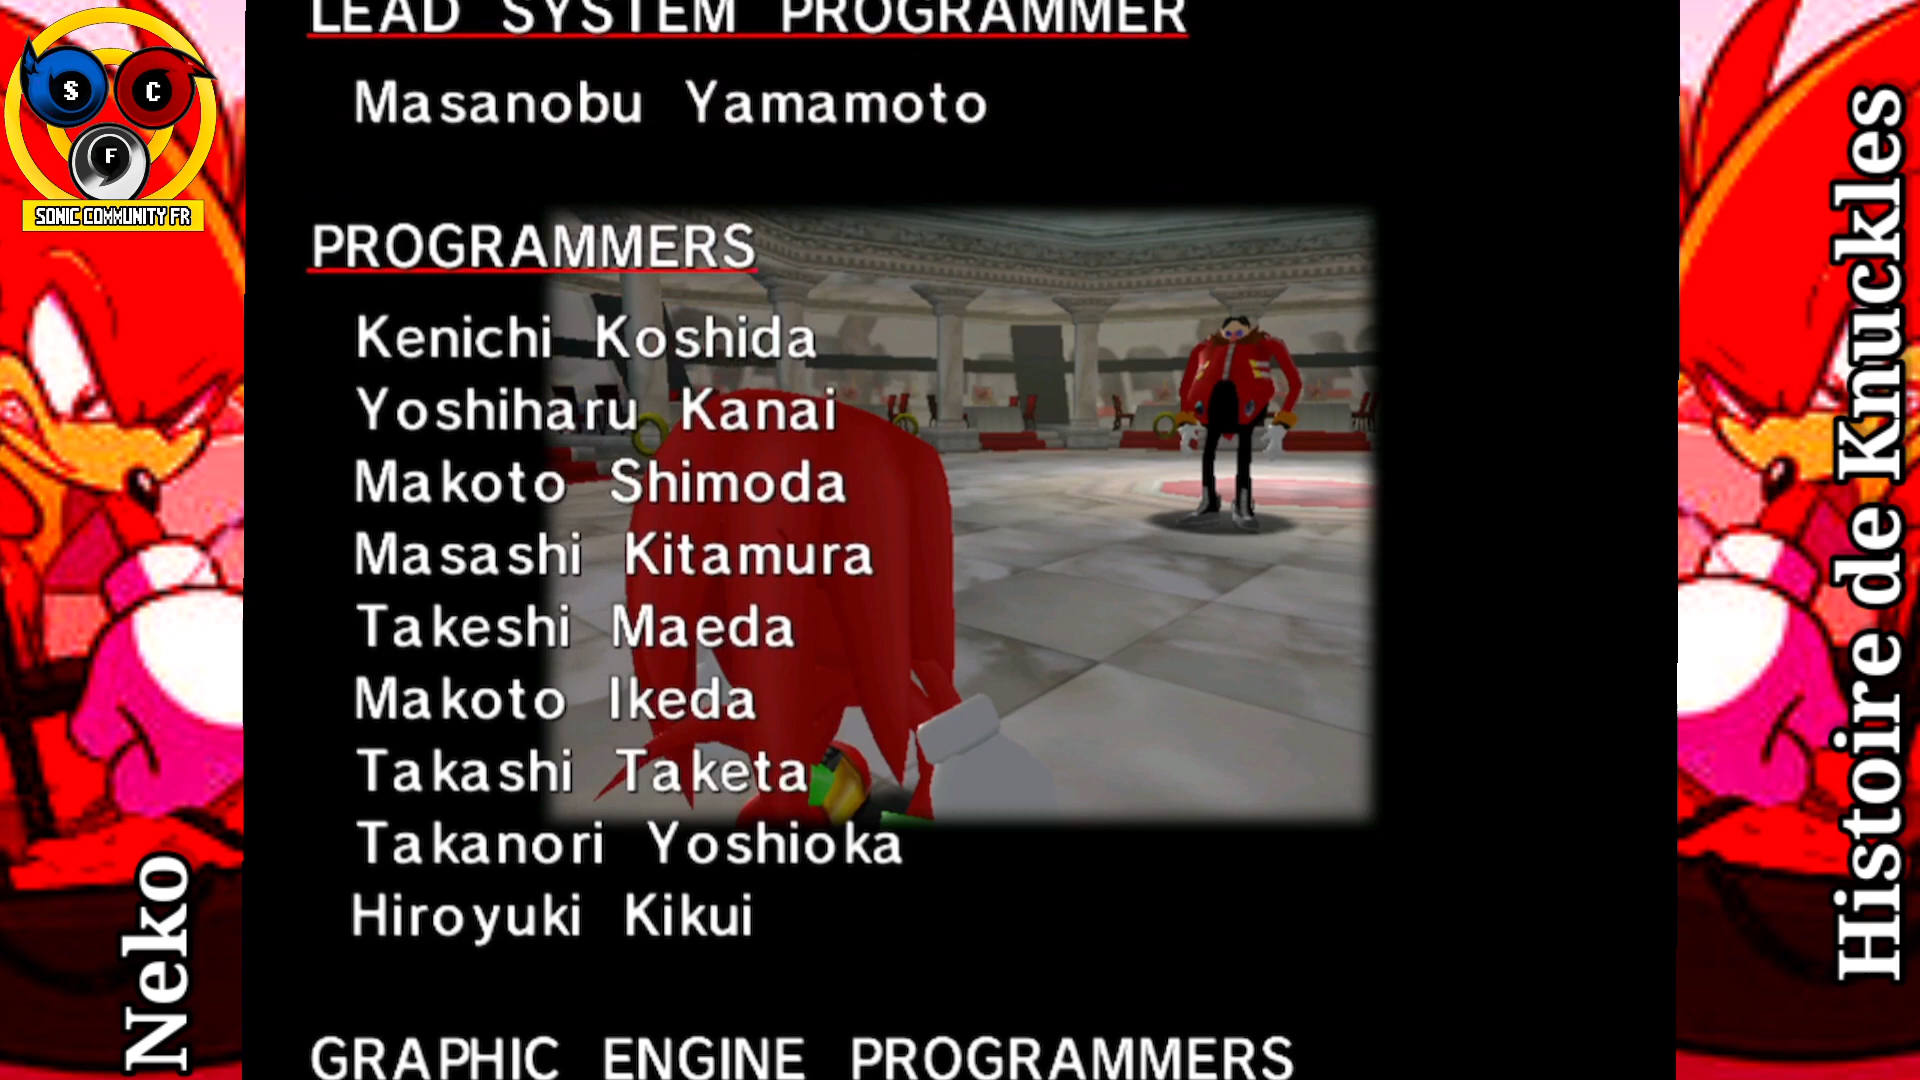 LEAD SYSTEM PROGRAMMER
Masanobu Yamamoto
S
C
F
SONIC COMMUNITY FR
PROGRAMMERS
Kenichi Koshida
Yoshiharu Kanai
Makoto Shimoda
Masashi Kitamura
Takeshi Maeda
Makoto Ikeda
Takashi Taketa
Takanori Yoshioka
Hiroyuki Kikui
GRAPHIC ENGINE PROGRAMMERS
Neko
Histoire de Knuckles